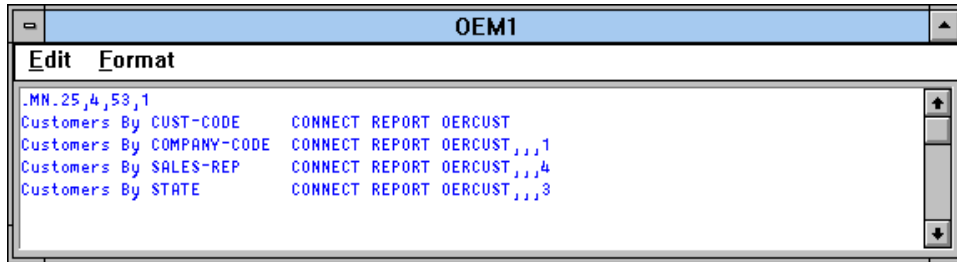 OEM1
Edit Format
.MN.25,4,53,1
Customers By CUST-CODE CONNECT REPORT OERCUST
Customers By COMPANY-CODE CONNECT REPORT OERCUST,,,1
Customers By SALES-REP CONNECT REPORT OERCUST,,,4
Customers By STATE CONNECT REPORT OERCUST,,,3